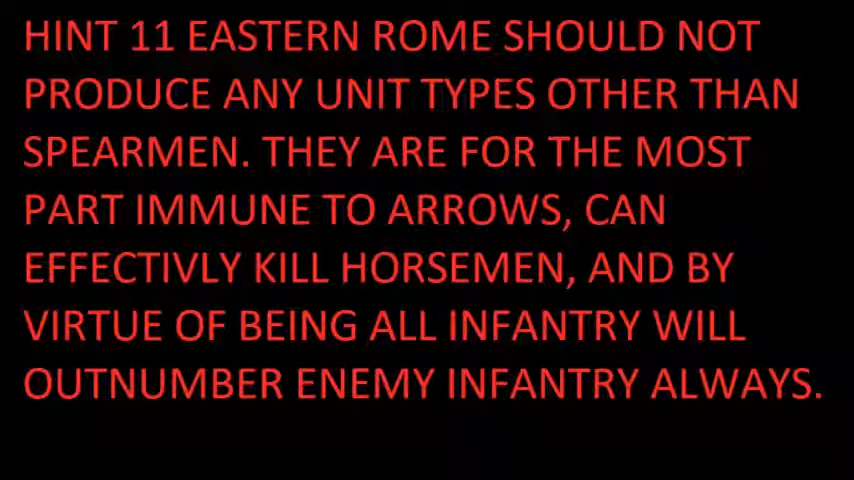 HINT 11 EASTERN ROME SHOULD NOT
PRODUCE ANY UNIT TYPES OTHER THAN
SPEARMEN. THEY ARE FOR THE MOST
PART IMMUNE TO ARROWS, CAN
EFFECTIVLY KILL HORSEMEN, AND BY
VIRTUE OF BEING ALL INFANTRY WILL
OUTNUMBER ENEMY INFANTRY ALWAYS.